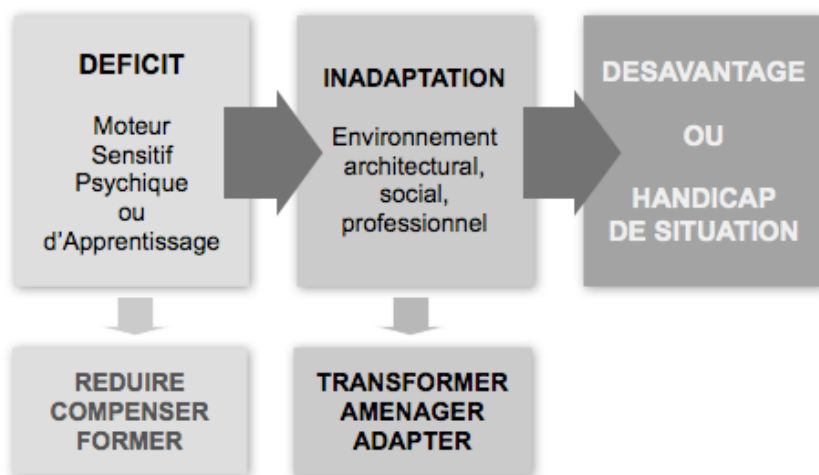 DEFICIT
Moteur
Sensitif
Psychique
ou
d'Apprentissage
INADAPTATION
Environnement
architectural,
social,
professionnel
DESAVANTAGE
OU
HANDICAP
DE SITUATION
REDUIRE
COMPENSER
FORMER
TRANSFORMER
AMENAGER
ADAPTER